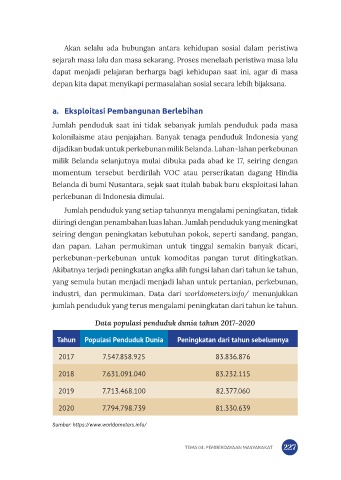 Akan selalu ada hubungan antara kehidupan sosial dalam peristiwa
sejarah masa lalu dan masa sekarang. Proses menelaah peristiwa masa lalu
dapat menjadi pelajaran berharga bagi kehidupan saat ini, agar di masa
depan kita dapat menyikapi permasalahan sosial secara lebih bijaksana.
a. Eksploitasi Pembangunan Berlebihan
Jumlah penduduk saat ini tidak sebanyak jumlah penduduk pada masa
kolonilaisme atau penjajahan. Banyak tenaga penduduk Indonesia yang
dijadikan budak untuk perkebunan milik Belanda. Lahan-lahan perkebunan
milik Belanda selanjutnya mulai dibuka pada abad ke 17, seiring dengan
momentum tersebut berdirilah VOC atau perserikatan dagang Hindia
Belanda di bumi Nusantara, sejak saat itulah babak baru eksploitasi lahan
perkebunan di Indonesia dimulai.
Jumlah penduduk yang setiap tahunnya mengalami peningkatan, tidak
diiringi dengan penambahan luas lahan. Jumlah penduduk yang meningkat
seiring dengan peningkatan kebutuhan pokok, seperti sandang, pangan,
dan papan. Lahan permukiman untuk tinggal semakin banyak dicari,
perkebunan-perkebunan untuk komoditas pangan turut ditingkatkan.
Akibatnya terjadi peningkatan angka alih fungsi lahan dari tahun ke tahun,
yang semula hutan menjadi menjadi lahan untuk pertanian, perkebunan,
industri, dan permukiman. Data dari worldometers.info/ menunjukkan
jumlah penduduk yang terus mengalami peningkatan dari tahun ke tahun.
Data populasi penduduk dunia tahun 2017-2020
Tahun Populasi Penduduk Dunia Peningkatan dari tahun sebelumnya
2017 7.547.858.925 83.836.876
2018 7.631.091.040 83.232.115
2019 7.713.468.100 82.377.060
2020 7.794.798.739 81.330.639
Sumber: https://www.worldometers.info/
TEMA 04: PEMBERDAYAAN MASYARAKAT 227